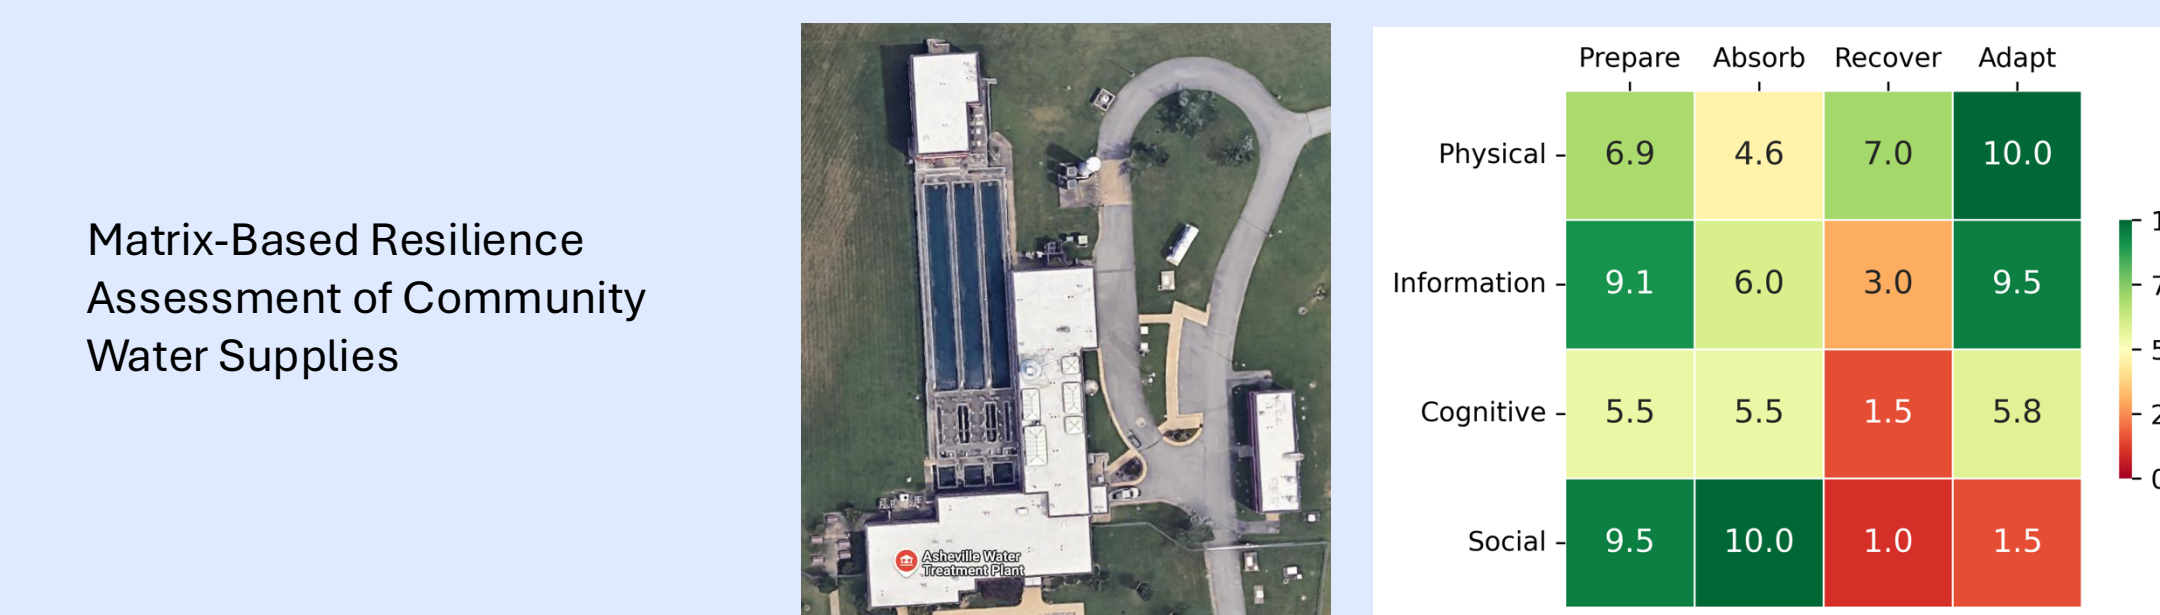 Matrix-Based Resilience
Assessment of Community
Water Supplies
Asheville Water
Treatment Plant
Prepare Absorb Recover Adapt
Physical 6.9 4.6 7.0 10.0
Information 9.1 6.0 3.0 9.5
Cognitive 5.5 5.5 1.5 5.8
Social 9.5 10.0 1.0 1.5